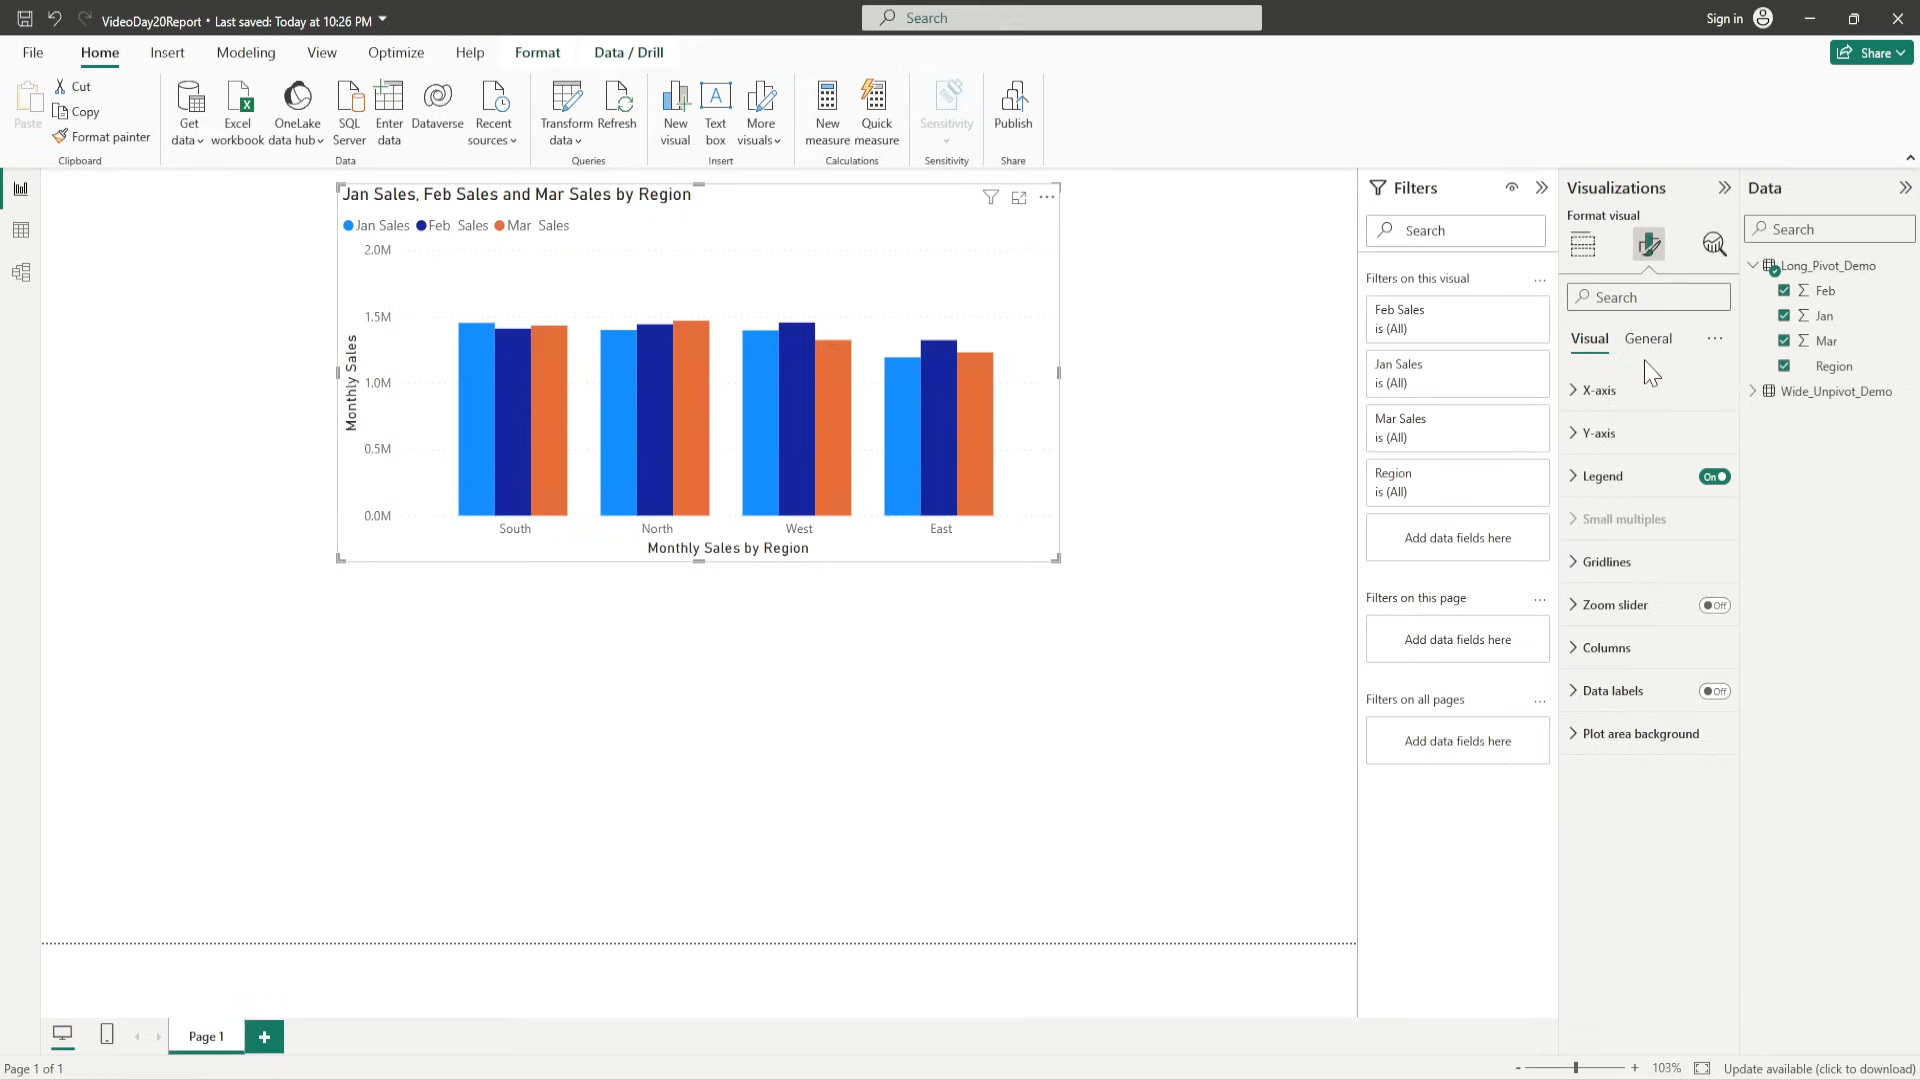 VideoDay20Report • Last saved: Today at 10:26 PM
Search
Sign in
File Home Insert Modeling View Optimize Help Format Data / Drill
Share
Paste
Cut
Copy
Format painter
Clipboard
Get data
Excel workbook
OneLake data hub
SQL Server
Enter data
Dataverse
Recent sources
Data
Transform data
Refresh
Queries
New visual
Text box
More visuals
Insert
New measure
Quick measure
Calculations
Sensitivity
Sensitivity
Publish
Share
Jan Sales, Feb Sales and Mar Sales by Region
Jan Sales Feb Sales Mar Sales
2.0M
1.5M
1.0M
0.5M
0.0M
Monthly Sales
South North West East
Monthly Sales by Region
Filters
Search
Filters on this visual
Feb Sales
is (All)
Jan Sales
is (All)
Mar Sales
is (All)
Region
is (All)
Add data fields here
Filters on this page
Add data fields here
Filters on all pages
Add data fields here
Visualizations
Format visual
Search
Visual General
X-axis
Y-axis
Legend On
Small multiples
Gridlines
Zoom slider Off
Columns
Data labels Off
Plot area background
Data
Search
Long_Pivot_Demo
Feb
Jan
Mar
Region
Wide_Unpivot_Demo
Page 1
Page 1 of 1
103%
Update available (click to download)